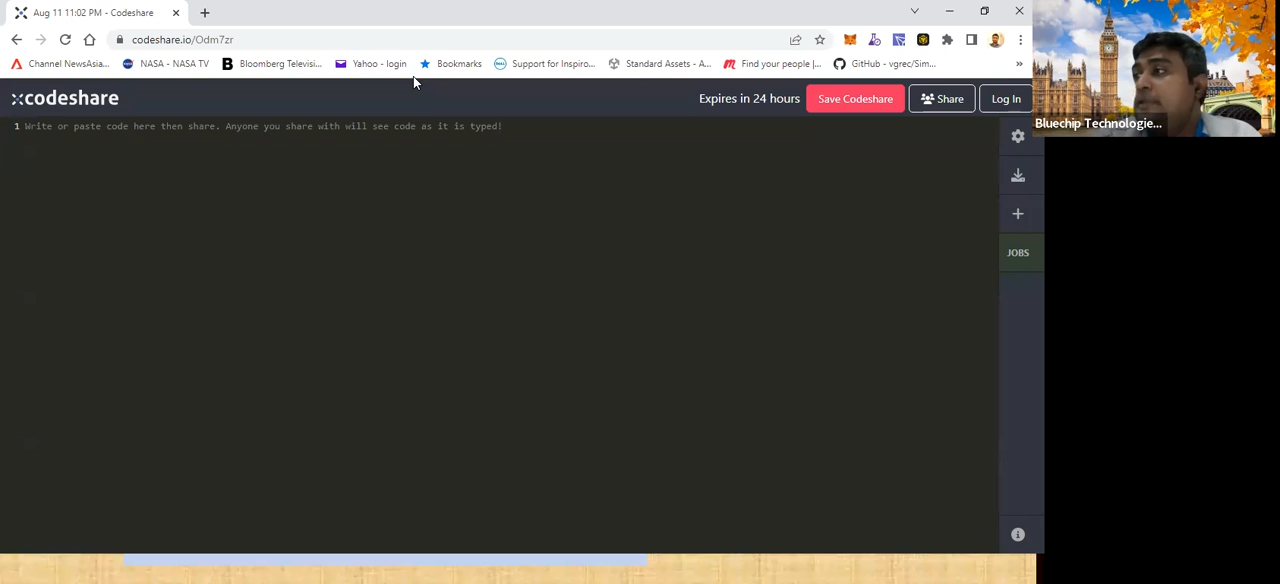 Aug 11 11:02 PM - Codeshare
codeshare.io/Odm7zr
Channel NewsAsia... NASA - NASA TV Bloomberg Televisi... Yahoo - login Bookmarks Support for Inspiro... Standard Assets - A... Find your people |... GitHub - vgrec/Sim... »
codeshare Expires in 24 hours Save Codeshare Share Log In
1 Write or paste code here then share. Anyone you share with will see code as it is typed!
JOBS
Bluechip Technologie...